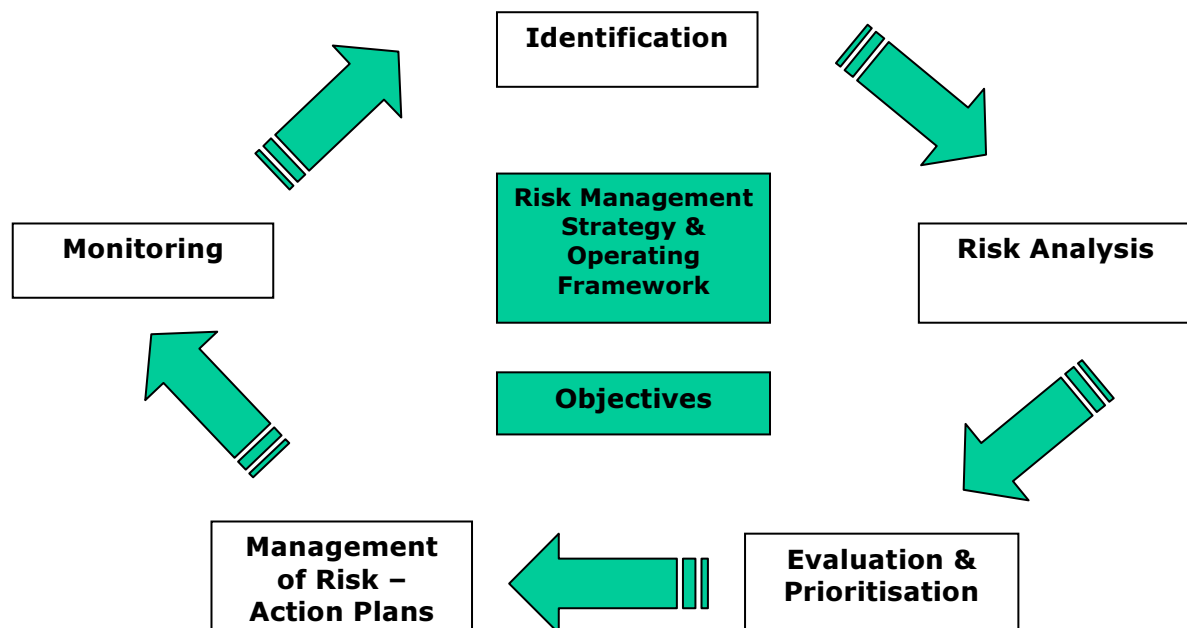 Identification
Risk Management
Strategy &
Operating
Framework
Monitoring
Risk Analysis
Objectives
Management
of Risk –
Action Plans
Evaluation &
Prioritisation